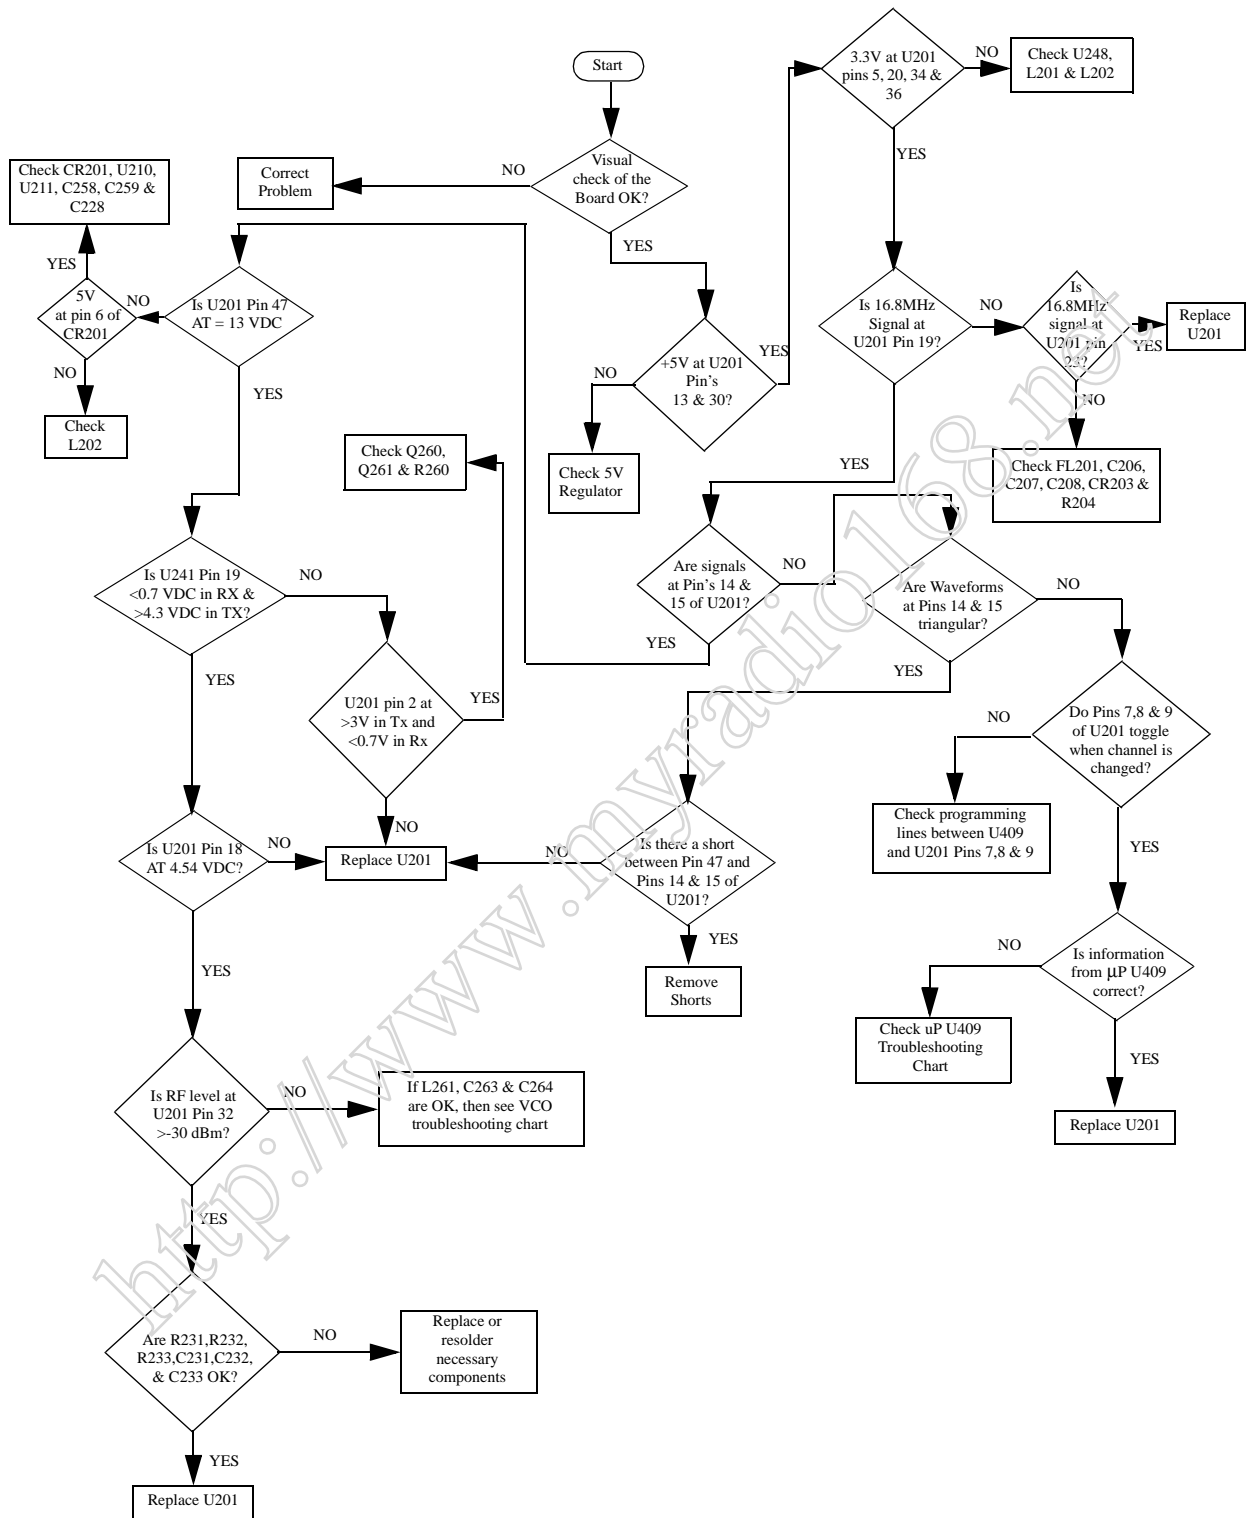 Start
3.3V at U201
pins 5, 20, 34 &
36
NO
Check U248,
L201 & L202
YES
Visual
check of the
Board OK?
NO
Correct
Problem
YES
Check CR201, U210,
U211, C258, C259 &
C228
YES
5V
at pin 6 of
CR201
NO
Is U201 Pin 47
AT = 13 VDC
NO
Check
L202
YES
+5V at U201
Pin's
13 & 30?
YES
NO
Check 5V
Regulator
Is 16.8MHz
Signal at
U201 Pin 19?
NO
Is
16.8MHz
signal at
U201 pin
23?
YES
Replace
U201
NO
Check FL201, C206,
C207, C208, CR203 &
R204
YES
Check Q260,
Q261 & R260
Are signals
at Pin's 14 &
15 of U201?
NO
YES
Are Waveforms
at Pins 14 & 15
triangular?
NO
YES
Is U241 Pin 19
<0.7 VDC in RX &
>4.3 VDC in TX?
NO
YES
U201 pin 2 at
>3V in Tx and
<0.7V in Rx
YES
NO
Do Pins 7,8 & 9
of U201 toggle
when channel is
changed?
NO
Check programming
lines between U409
and U201 Pins 7,8 & 9
YES
Is U201 Pin 18
AT 4.54 VDC?
NO
Replace U201
NO
Is there a short
between Pin 47 and
Pins 14 & 15 of
U201?
YES
Remove
Shorts
YES
Is information
from µP U409
correct?
NO
Check uP U409
Troubleshooting
Chart
YES
Replace U201
Is RF level at
U201 Pin 32
>-30 dBm?
NO
If L261, C263 & C264
are OK, then see VCO
troubleshooting chart
YES
Are R231,R232,
R233,C231,C232,
& C233 OK?
NO
Replace or
resolder
necessary
components
YES
Replace U201
http://www.myradio168.net